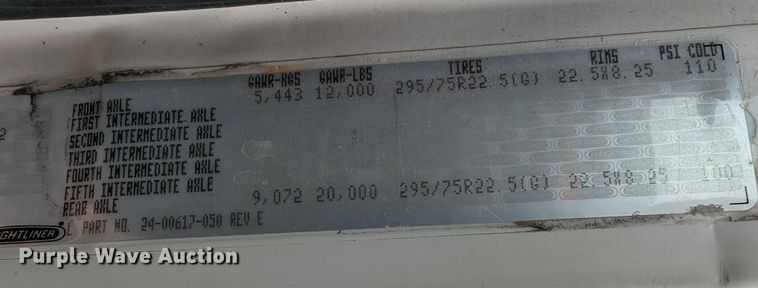 GAWR-KGS GAWR-LBS TIRES RIMS PSI COLD
FRONT AXLE 5,443 12,000 295/75R22.5(G) 22.5X8.25 110
FIRST INTERMEDIATE AXLE
SECOND INTERMEDIATE AXLE
THIRD INTERMEDIATE AXLE
FOURTH INTERMEDIATE AXLE
FIFTH INTERMEDIATE AXLE
REAR AXLE 9,072 20,000 295/75R22.5(G) 22.5X8.25 100
PART NO. 24-00617-050 REV E
GHTLINER
Purple Wave Auction